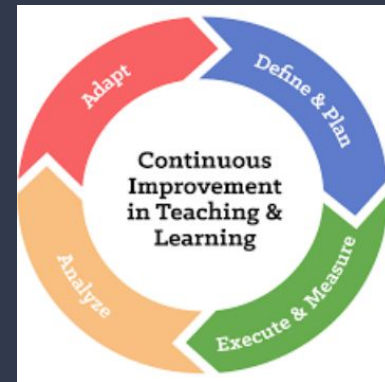 Continuous
Improvement
in Teaching &
Learning
Define & Plan
Execute & Measure
Analyze
Adapt